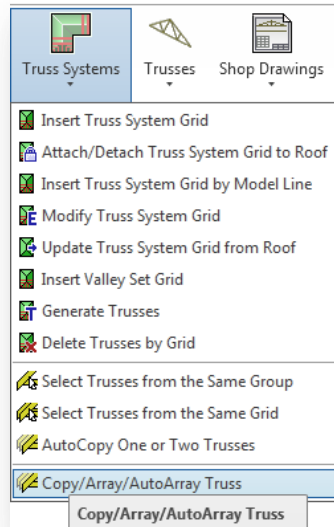 Truss Systems Trusses Shop Drawings
Insert Truss System Grid
Attach/Detach Truss System Grid to Roof
Insert Truss System Grid by Model Line
Modify Truss System Grid
Update Truss System Grid from Roof
Insert Valley Set Grid
Generate Trusses
Delete Trusses by Grid
Select Trusses from the Same Group
Select Trusses from the Same Grid
AutoCopy One or Two Trusses
Copy/Array/AutoArray Truss
Copy/Array/AutoArray Truss